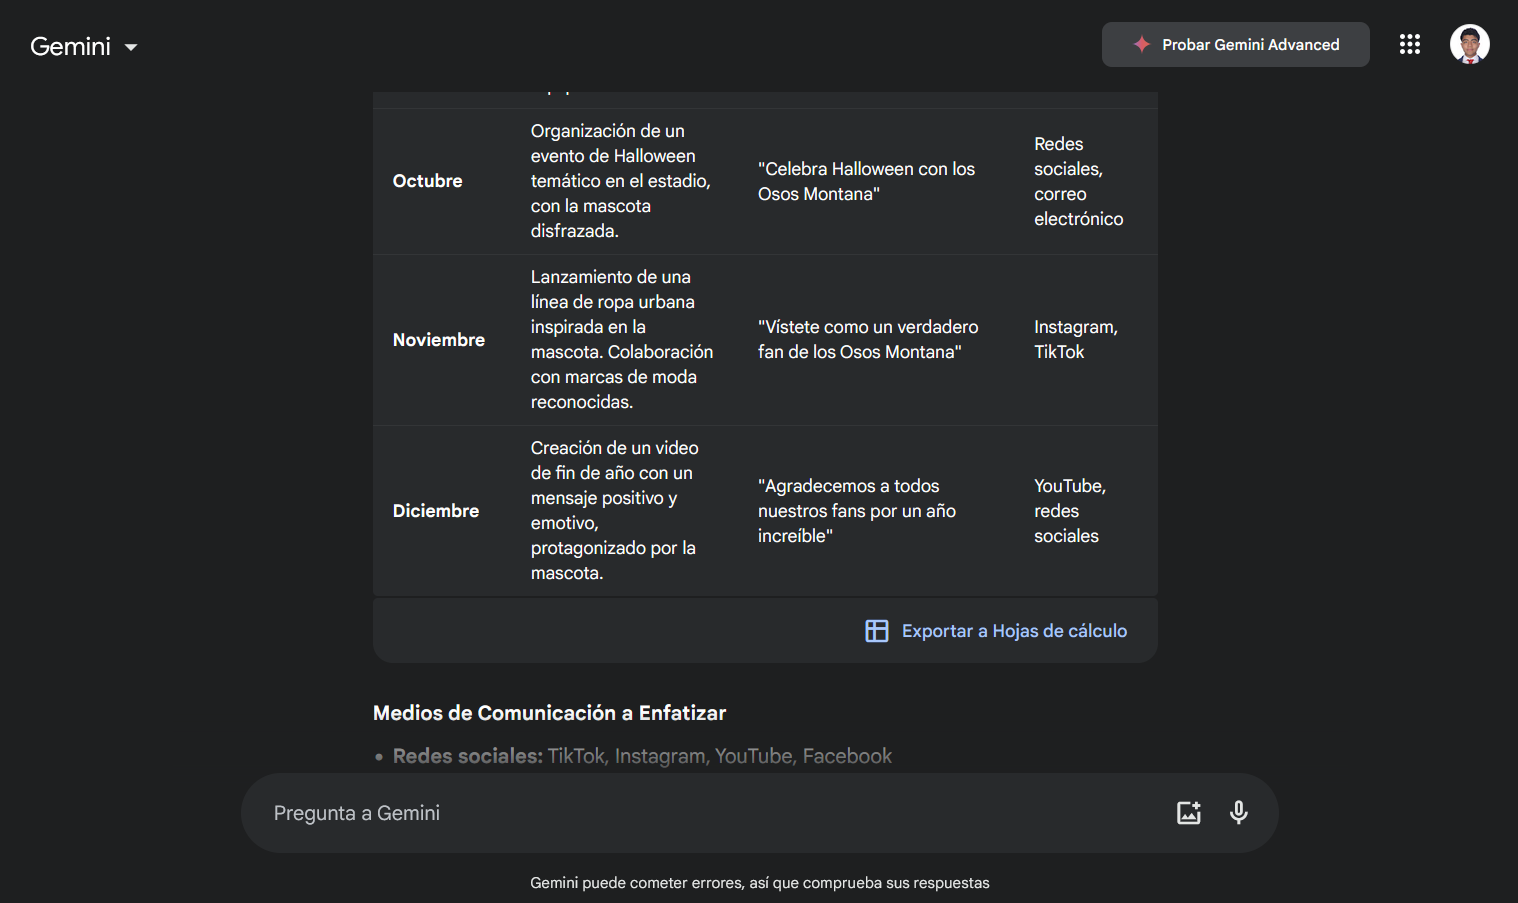 Gemini
Probar Gemini Advanced
Octubre
Organización de un
evento de Halloween
temático en el estadio,
con la mascota
disfrazada.
"Celebra Halloween con los
Osos Montana"
Redes
sociales,
correo
electrónico
Noviembre
Lanzamiento de una
línea de ropa urbana
inspirada en la
mascota. Colaboración
con marcas de moda
reconocidas.
"Vístete como un verdadero
fan de los Osos Montana"
Instagram,
TikTok
Diciembre
Creación de un video
de fin de año con un
mensaje positivo y
emotivo,
protagonizado por la
mascota.
"Agradecemos a todos
nuestros fans por un año
increíble"
YouTube,
redes
sociales
Exportar a Hojas de cálculo
Medios de Comunicación a Enfatizar
• Redes sociales: TikTok, Instagram, YouTube, Facebook
Pregunta a Gemini
Gemini puede cometer errores, así que comprueba sus respuestas